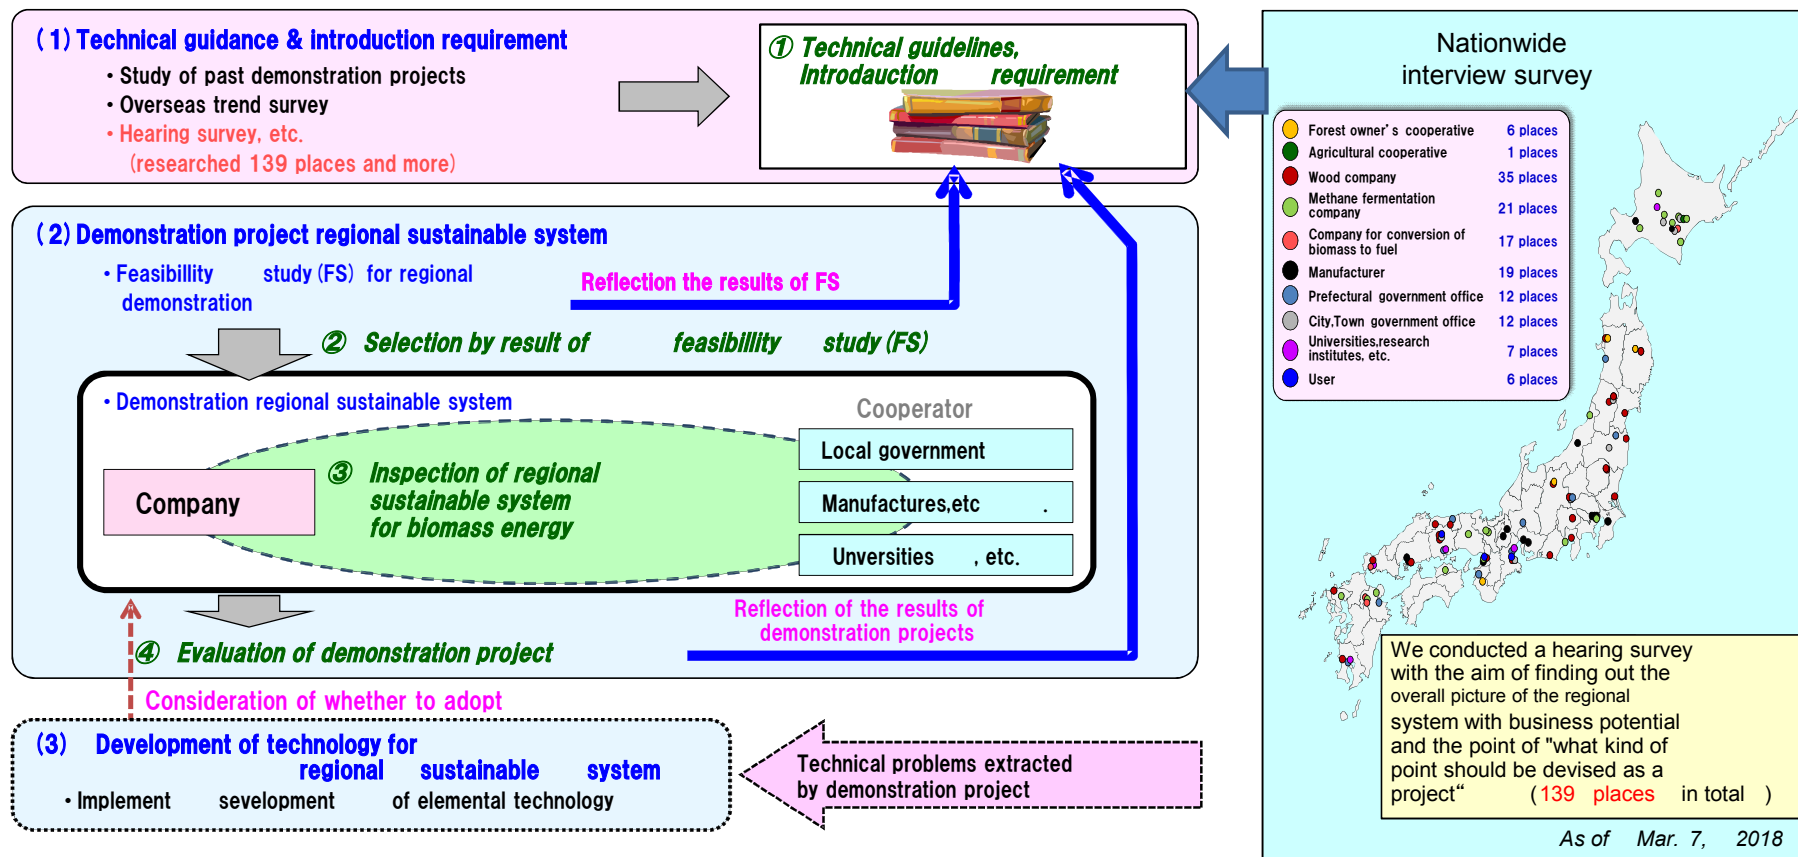 (1) Technical guidance & introduction requirement
・Study of past demonstration projects
・Overseas trend survey
・Hearing survey, etc.
(researched 139 places and more)
① Technical guidelines,
Introdauction requirement
(2) Demonstration project regional sustainable system
・Feasibillity study (FS) for regional
demonstration
Reflection the results of FS
② Selection by result of feasibillity study (FS)
・Demonstration regional sustainable system
Cooperator
Company
③ Inspection of regional
sustainable system
for biomass energy
Local government
Manufactures,etc .
Unversities , etc.
Reflection of the results of
demonstration projects
④ Evaluation of demonstration project
Consideration of whether to adopt
(3) Development of technology for
regional sustainable system
・Implement sevelopment of elemental technology
Technical problems extracted
by demonstration project
Nationwide
interview survey
Forest owner's cooperative 6 places
Agricultural cooperative 1 places
Wood company 35 places
Methane fermentation
company 21 places
Company for conversion of
biomass to fuel 17 places
Manufacturer 19 places
Prefectural government office 12 places
City,Town government office 12 places
Universities,research
institutes, etc. 7 places
User 6 places
We conducted a hearing survey
with the aim of finding out the
overall picture of the regional
system with business potential
and the point of "what kind of
point should be devised as a
project“ (139 places in total )
As of Mar. 7, 2018